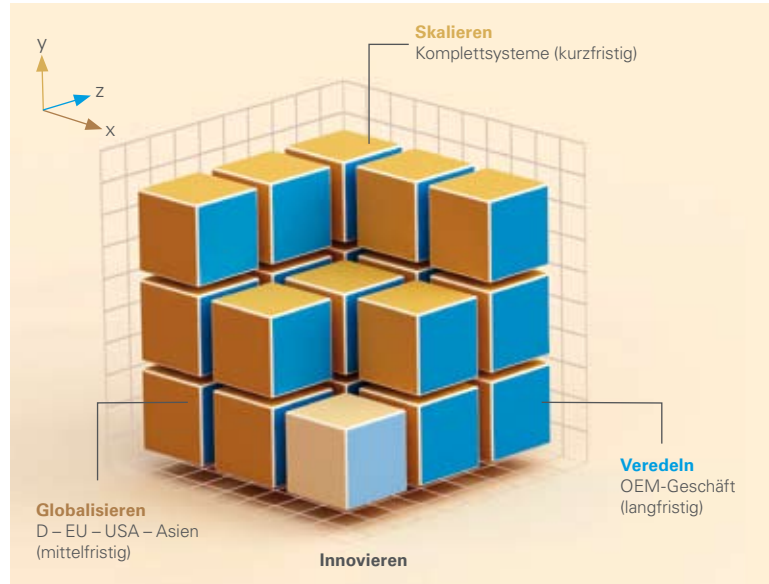 Skalieren
Komplettsysteme (kurzfristig)
y
z
x
Veredeln
OEM-Geschäft
(langfristig)
Globalisieren
D – EU – USA – Asien
(mittelfristig)
Innovieren